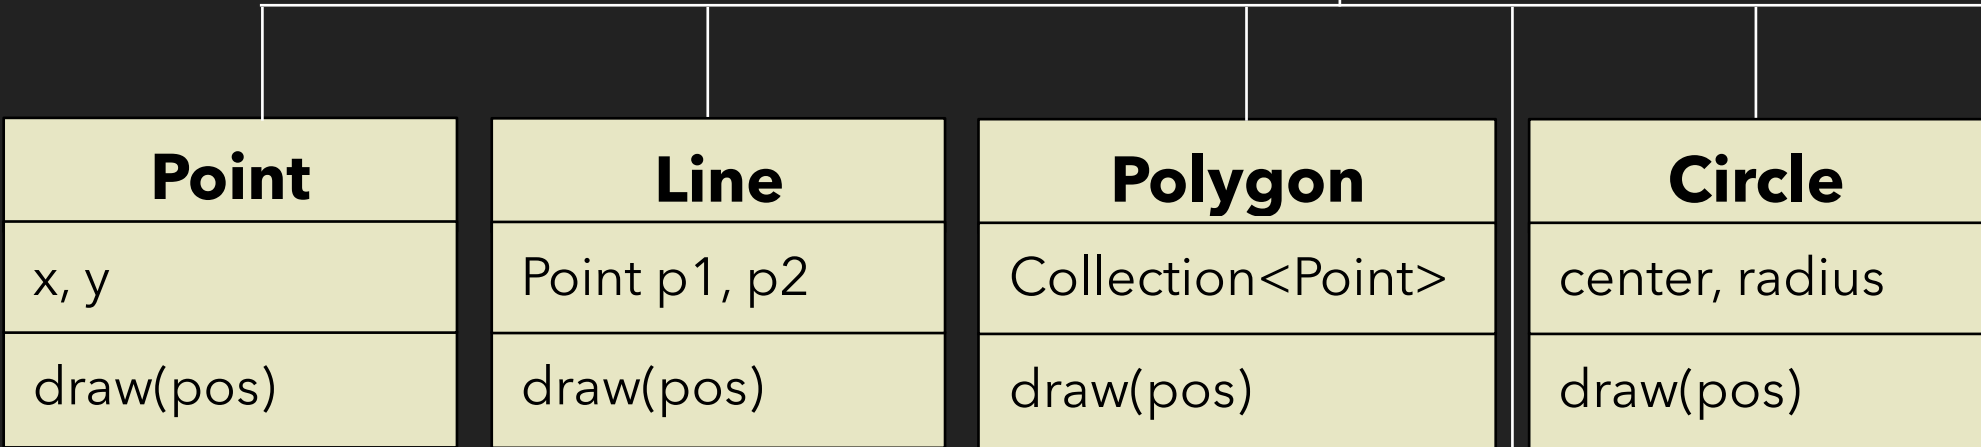 Point
x, y
draw(pos)
Line
Point p1, p2
draw(pos)
Polygon
Collection<Point>
draw(pos)
Circle
center, radius
draw(pos)